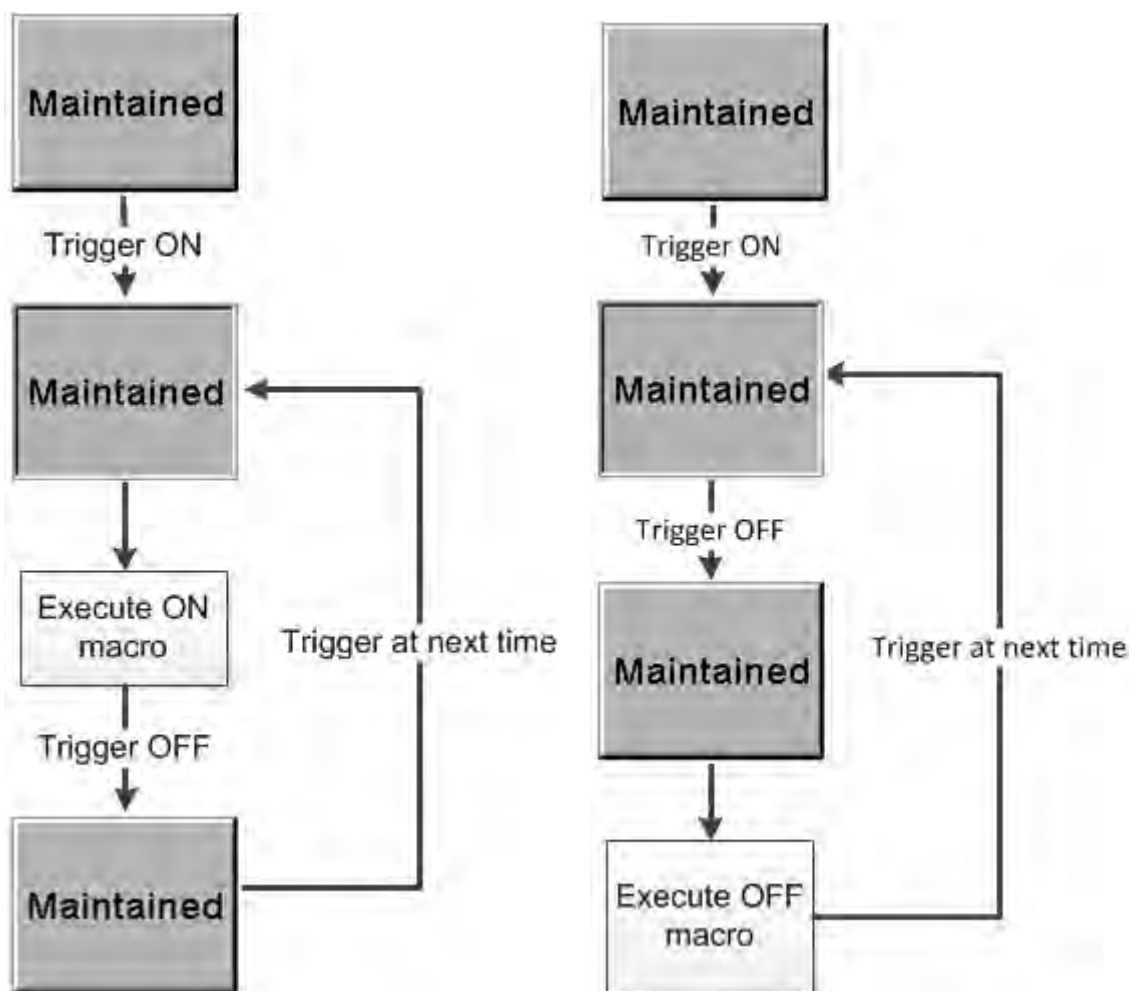 Maintained
Trigger ON
Maintained
Execute ON
macro
Trigger at next time
Trigger OFF
Maintained
Maintained
Trigger ON
Maintained
Trigger OFF
Maintained
Trigger at next time
Execute OFF
macro